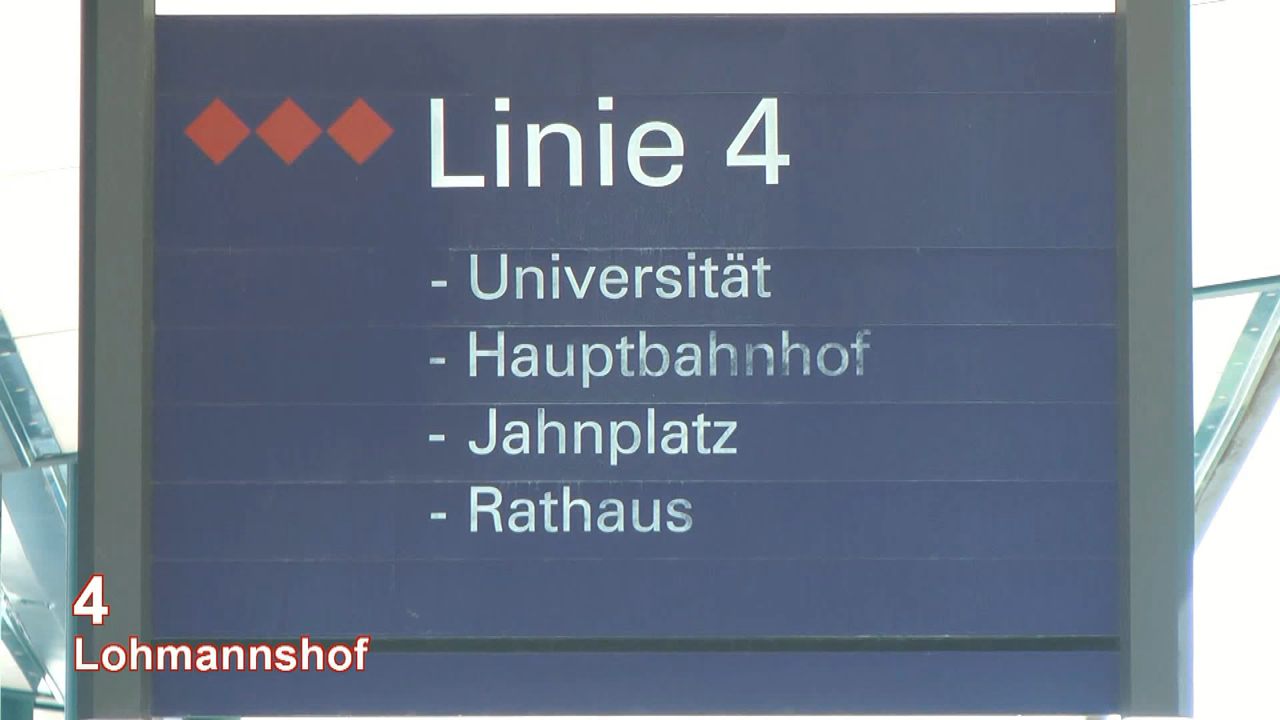 Linie 4
- Universität
- Hauptbahnhof
- Jahnplatz
- Rathaus
4
Lohmannshof